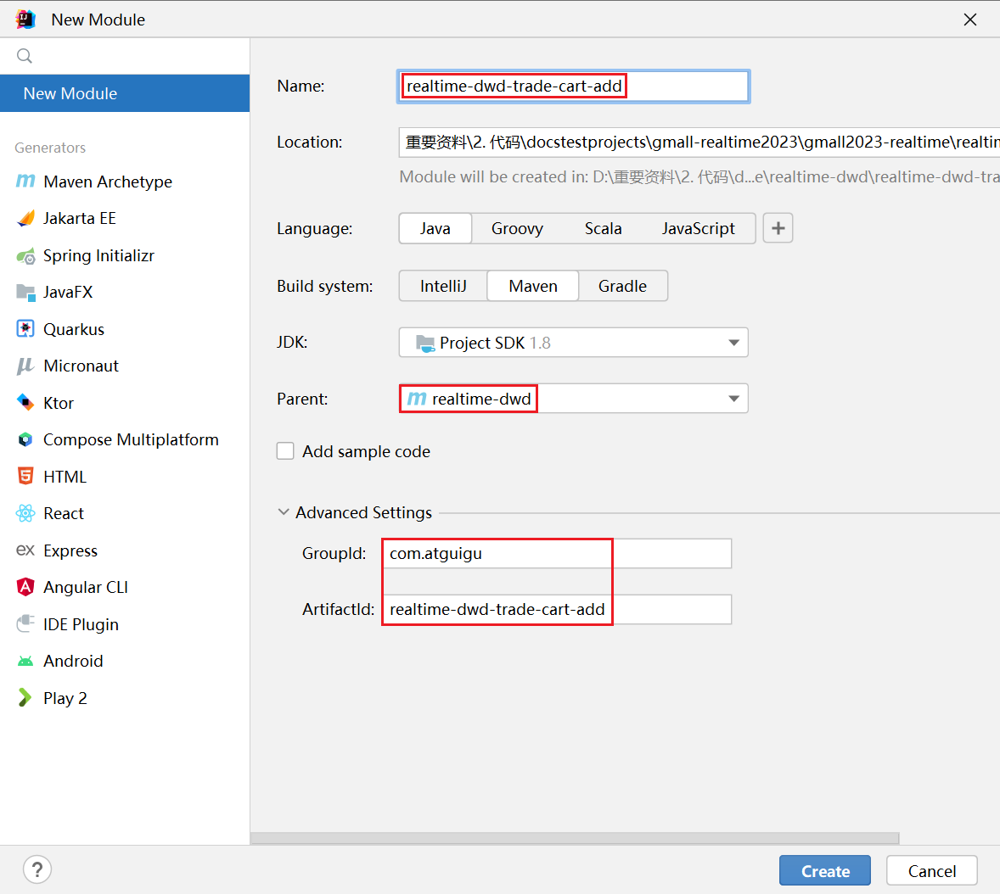 New Module
New Module
Generators
Maven Archetype
Jakarta EE
Spring Initializr
JavaFX
Quarkus
Micronaut
Ktor
Compose Multiplatform
HTML
React
Express
Angular CLI
IDE Plugin
Android
Play 2
Name: realtime-dwd-trade-cart-add
Location: 重要资料\2. 代码\docstestprojects\gmall-realtime2023\gmall2023-realtime\realtim
Module will be created in: D:\重要资料\2. 代码\d...e\realtime-dwd\realtime-dwd-tra
Language: Java Groovy Scala JavaScript +
Build system: IntelliJ Maven Gradle
JDK: Project SDK 1.8
Parent: m realtime-dwd
Add sample code
Advanced Settings
GroupId: com.atguigu
ArtifactId: realtime-dwd-trade-cart-add
? Create Cancel